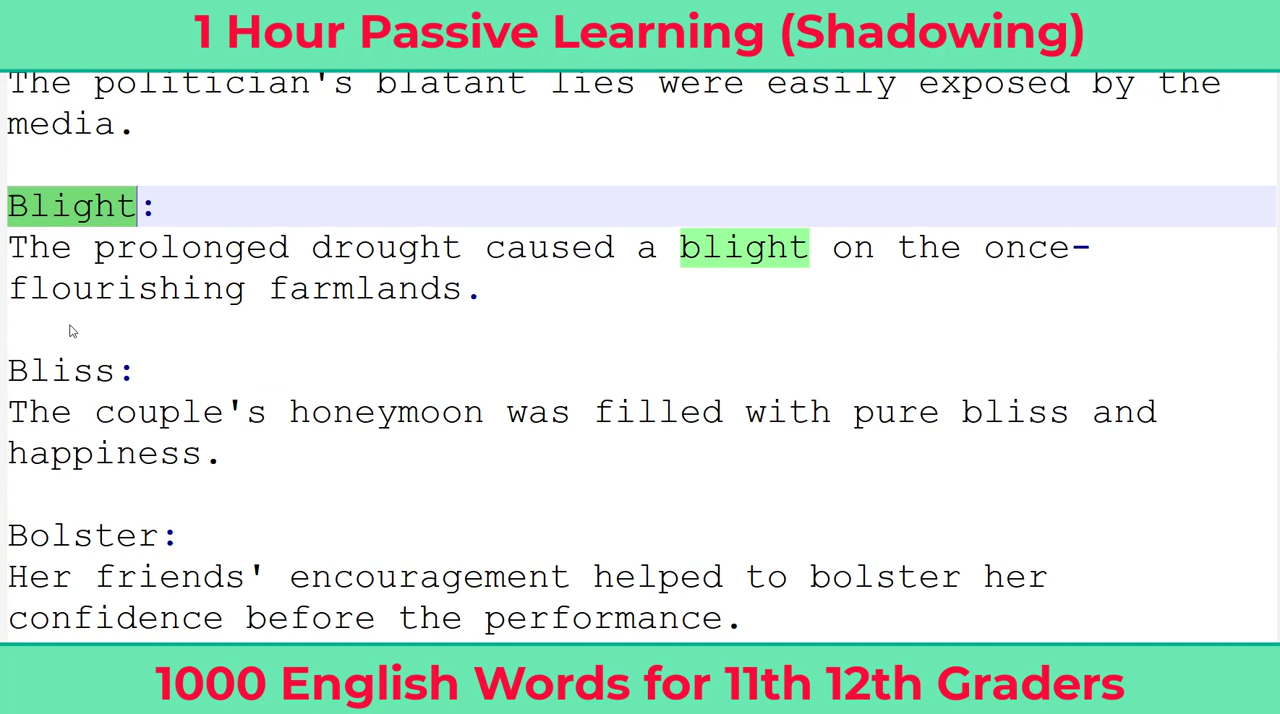 1 Hour Passive Learning (Shadowing)
The politician's blatant lies were easily exposed by the
media.
Blight:
The prolonged drought caused a blight on the once-
flourishing farmlands.
Bliss:
The couple's honeymoon was filled with pure bliss and
happiness.
Bolster:
Her friends' encouragement helped to bolster her
confidence before the performance.
1000 English Words for 11th 12th Graders